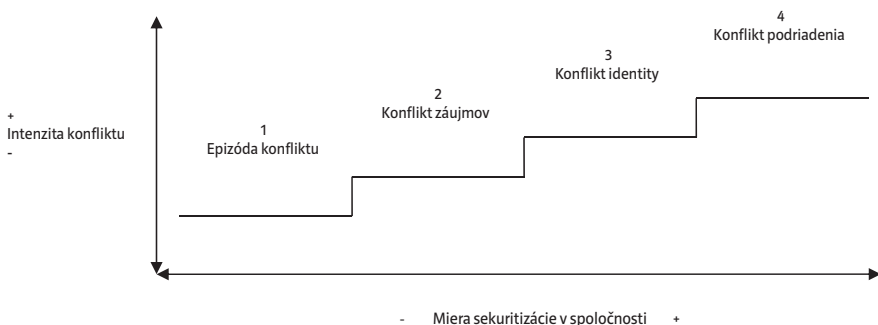 4
Konflikt podriadenia
3
Konflikt identity
2
Konflikt záujmov
+
Intenzita konfliktu
-
1
Epizóda konfliktu
- Miera sekuritizácie v spoločnosti +